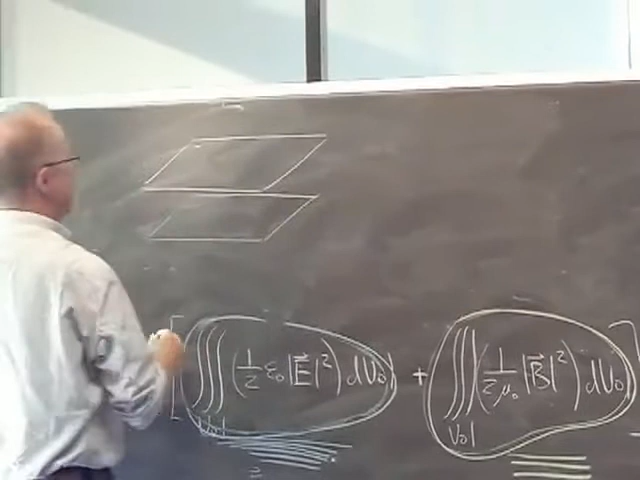 [ ∭ ( 1/2 ε₀ |E⃗|² ) dVol + ∭ ( 1/2μ₀ |B⃗|² ) dVol ]
Vol Vol